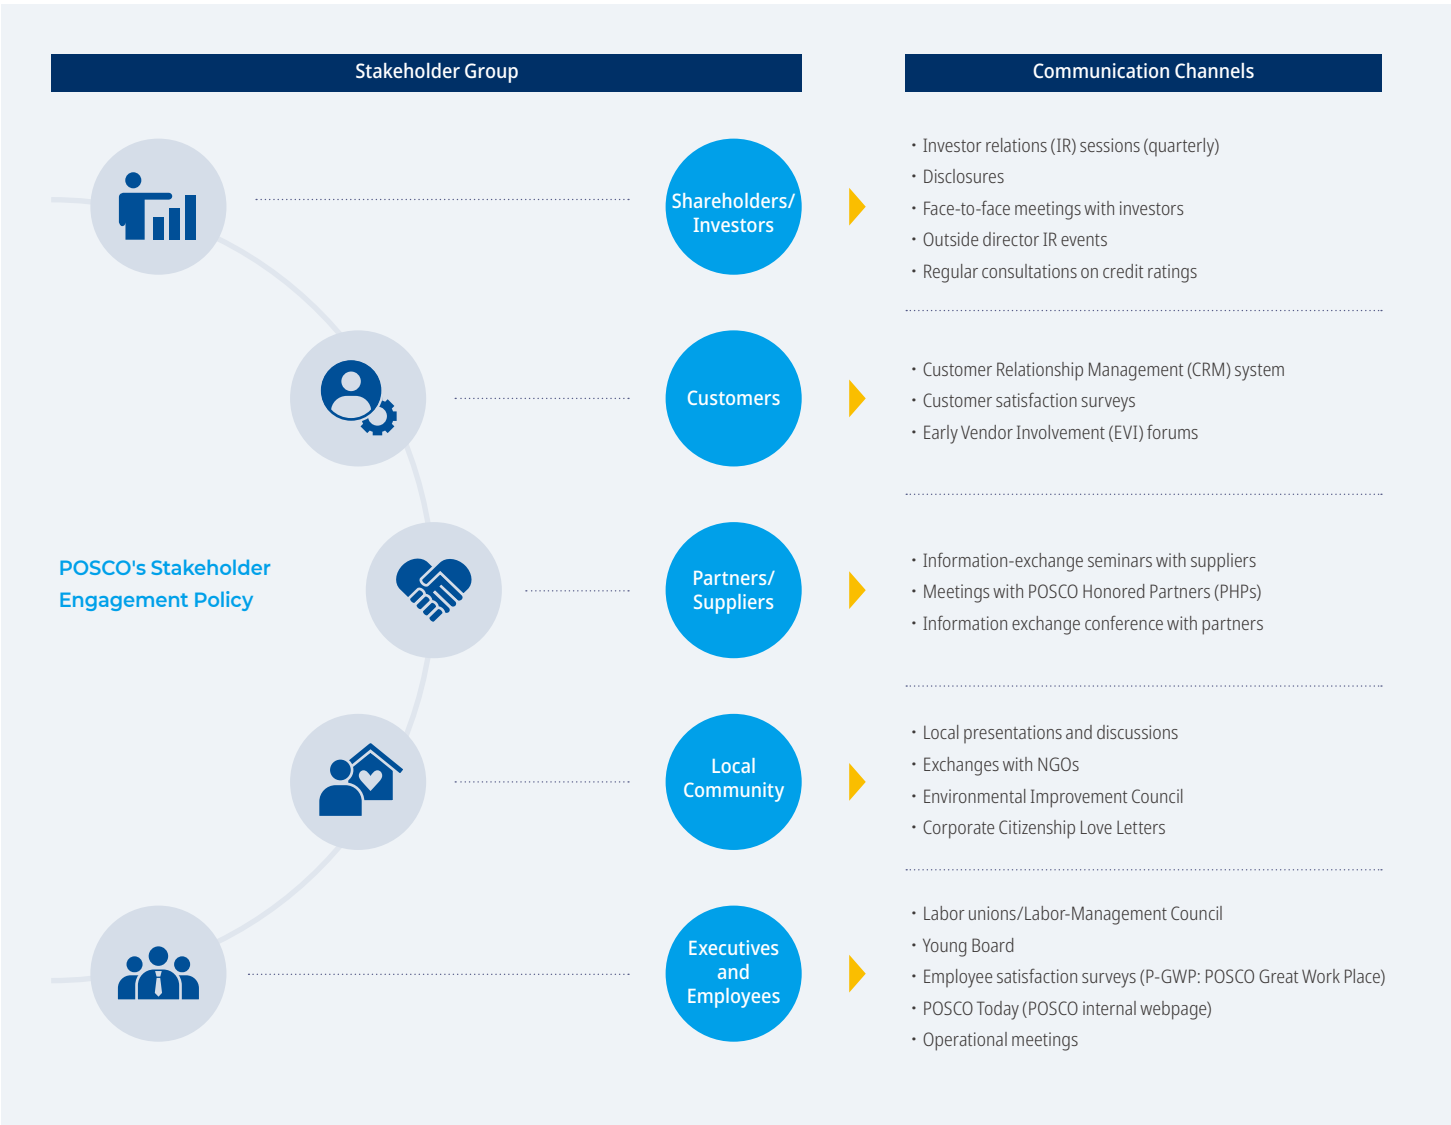 Stakeholder Group
Communication Channels
POSCO's Stakeholder
Engagement Policy
Shareholders/
Investors
・Investor relations (IR) sessions (quarterly)
・Disclosures
・Face-to-face meetings with investors
・Outside director IR events
・Regular consultations on credit ratings
Customers
・Customer Relationship Management (CRM) system
・Customer satisfaction surveys
・Early Vendor Involvement (EVI) forums
Partners/
Suppliers
・Information-exchange seminars with suppliers
・Meetings with POSCO Honored Partners (PHPs)
・Information exchange conference with partners
Local
Community
・Local presentations and discussions
・Exchanges with NGOs
・Environmental Improvement Council
・Corporate Citizenship Love Letters
Executives
and
Employees
・Labor unions/Labor-Management Council
・Young Board
・Employee satisfaction surveys (P-GWP: POSCO Great Work Place)
・POSCO Today (POSCO internal webpage)
・Operational meetings